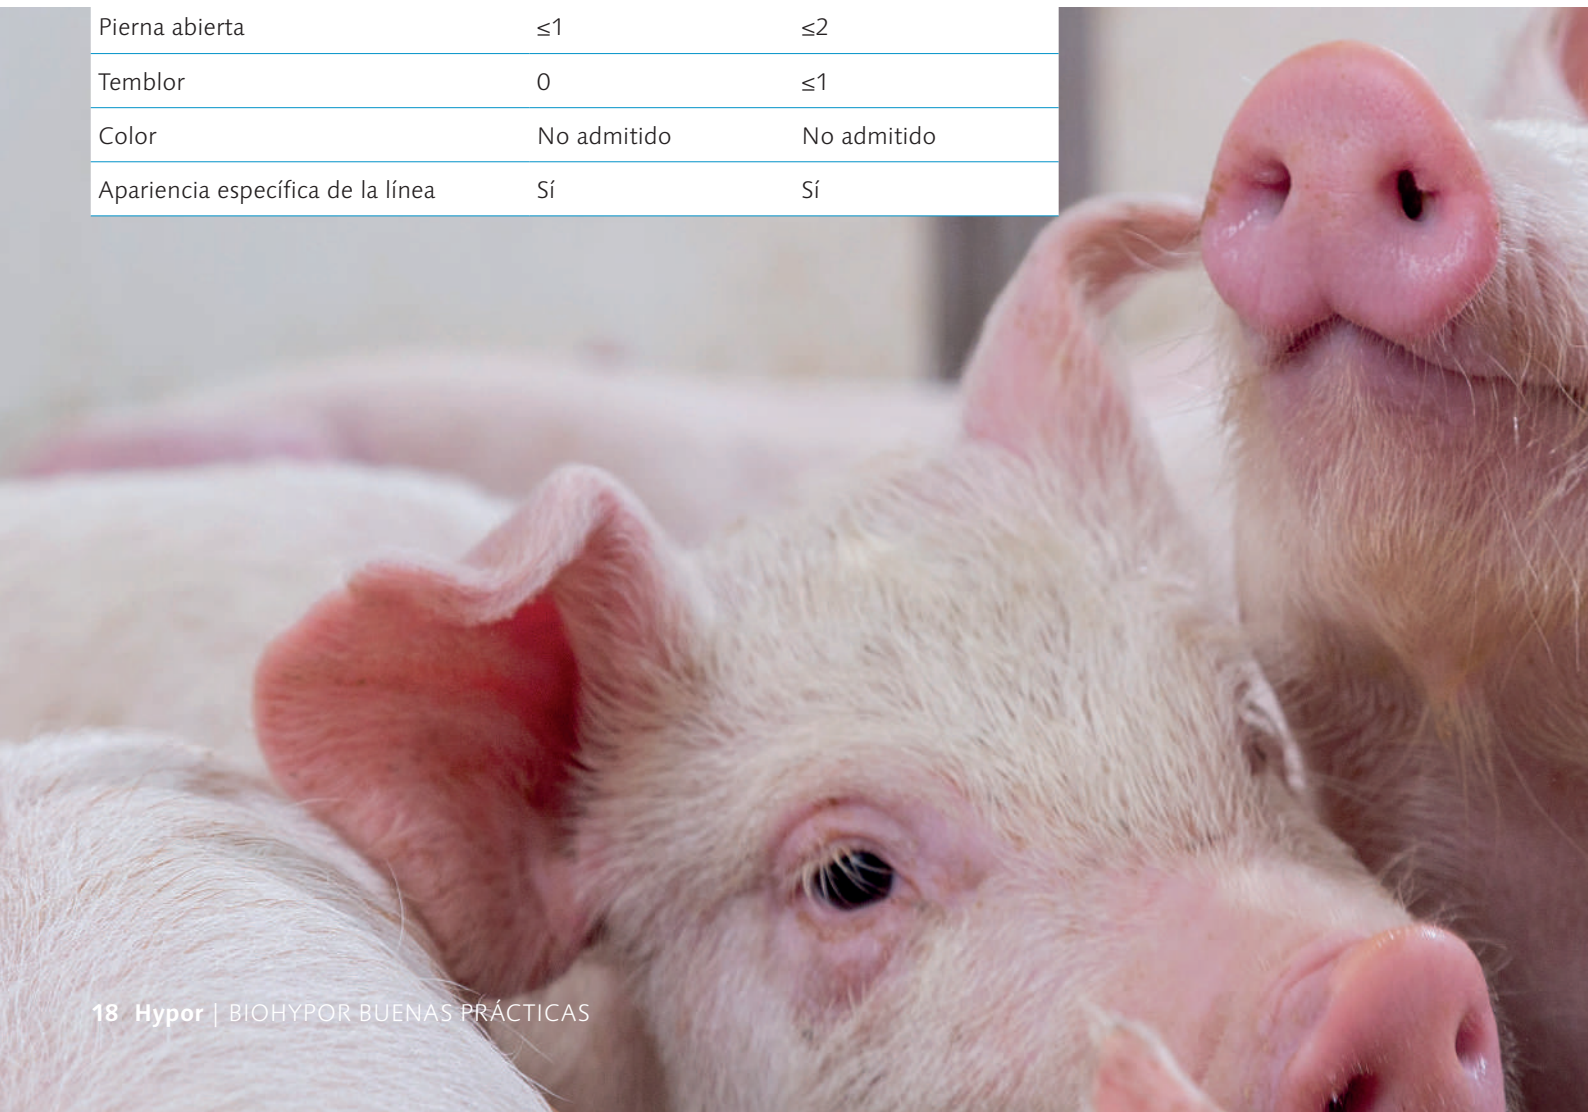 Pierna abierta ≤1 ≤2
Temblor 0 ≤1
Color No admitido No admitido
Apariencia específica de la línea Sí Sí
18 Hypor | BIOHYPOR BUENAS PRÁCTICAS